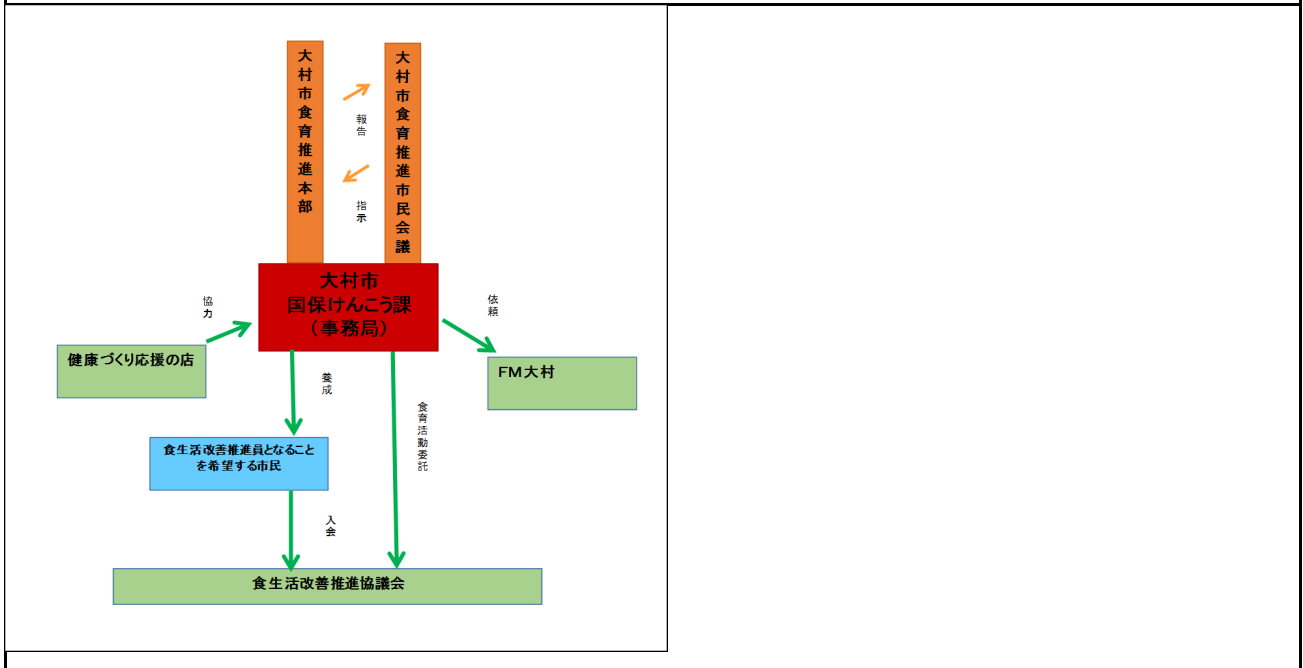 大村市食育推進本部
報告
指示
大村市食育推進市民会議
大村市
国保けんこう課
（事務局）
協力
依頼
健康づくり応援の店
FM大村
養成
食育活動委託
食生活改善推進員となること
を希望する市民
入会
食生活改善推進協議会